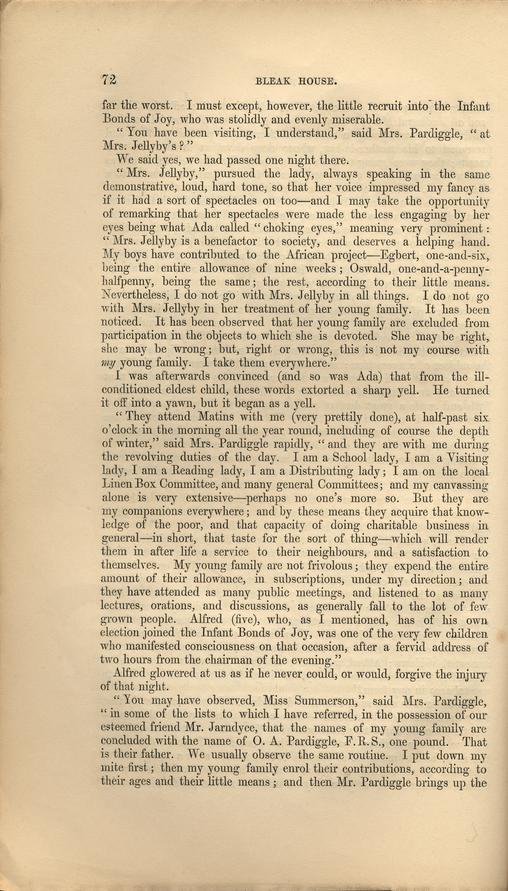 72 BLEAK HOUSE.
far the worst. I must except, however, the little recruit into the Infant
Bonds of Joy, who was stolidly and evenly miserable.
“ You have been visiting, I understand,” said Mrs. Pardiggle, “ at
Mrs. Jellyby’s ? ”
We said yes, we had passed one night there.
“ Mrs. Jellyby,” pursued the lady, always speaking in the same
demonstrative, loud, hard tone, so that her voice impressed my fancy as
if it had a sort of spectacles on too—and I may take the opportunity
of remarking that her spectacles were made the less engaging by her
eyes being what Ada called “ choking eyes,” meaning very prominent :
“ Mrs. Jellyby is a benefactor to society, and deserves a helping hand.
My boys have contributed to the African project—Egbert, one-and-six,
being the entire allowance of nine weeks ; Oswald, one-and-a-penny-
halfpenny, being the same ; the rest, according to their little means.
Nevertheless, I do not go with Mrs. Jellyby in all things. I do not go
with Mrs. Jellyby in her treatment of her young family. It has been
noticed. It has been observed that her young family are excluded from
participation in the objects to which she is devoted. She may be right,
she may be wrong ; but, right or wrong, this is not my course with
my young family. I take them everywhere.”
I was afterwards convinced (and so was Ada) that from the ill-
conditioned eldest child, these words extorted a sharp yell. He turned
it off into a yawn, but it began as a yell.
“ They attend Matins with me (very prettily done), at half-past six
o’clock in the morning all the year round, including of course the depth
of winter,” said Mrs. Pardiggle rapidly, “ and they are with me during
the revolving duties of the day. I am a School lady, I am a Visiting
lady, I am a Reading lady, I am a Distributing lady ; I am on the local
Linen Box Committee, and many general Committees ; and my canvassing
alone is very extensive—perhaps no one’s more so. But they are
my companions everywhere ; and by these means they acquire that know-
ledge of the poor, and that capacity of doing charitable business in
general—in short, that taste for the sort of thing—which will render
them in after life a service to their neighbours, and a satisfaction to
themselves. My young family are not frivolous ; they expend the entire
amount of their allowance, in subscriptions, under my direction ; and
they have attended as many public meetings, and listened to as many
lectures, orations, and discussions, as generally fall to the lot of few
grown people. Alfred (five), who, as I mentioned, has of his own
election joined the Infant Bonds of Joy, was one of the very few children
who manifested consciousness on that occasion, after a fervid address of
two hours from the chairman of the evening.”
Alfred glowered at us as if he never could, or would, forgive the injury
of that night.
“ You may have observed, Miss Summerson,” said Mrs. Pardiggle,
“ in some of the lists to which I have referred, in the possession of our
esteemed friend Mr. Jarndyce, that the names of my young family are
concluded with the name of O. A. Pardiggle, F.R.S., one pound. That
is their father. We usually observe the same routine. I put down my
mite first ; then my young family enrol their contributions, according to
their ages and their little means ; and then Mr. Pardiggle brings up the